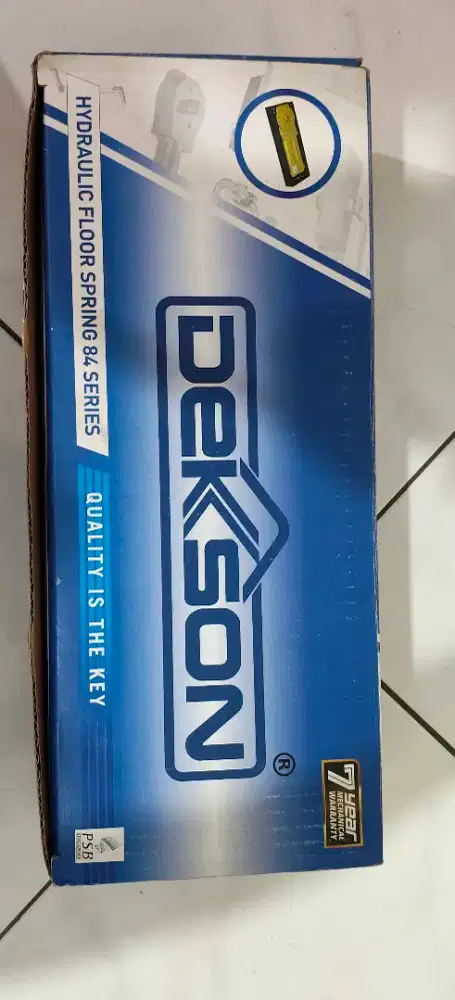 HYDRAULIC FLOOR SPRING 84 SERIES
DEKSON®
QUALITY IS THE KEY
7 year
MECHANICAL
WARRANTY
PSB